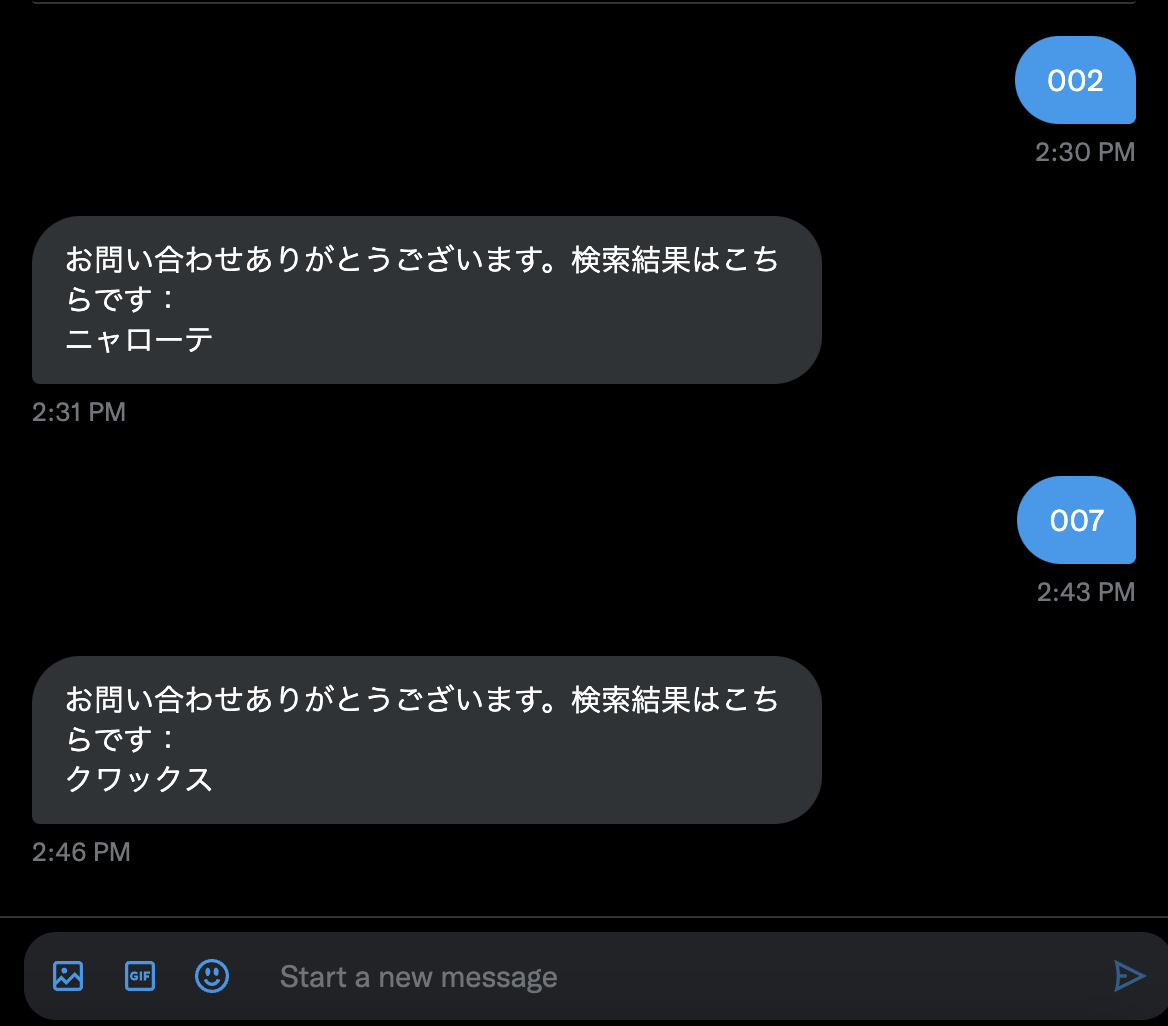 002
2:30 PM
お問い合わせありがとうございます。検索結果はこち
らです：
ニャローテ
2:31 PM
007
2:43 PM
お問い合わせありがとうございます。検索結果はこち
らです：
クワックス
2:46 PM
GIF
Start a new message